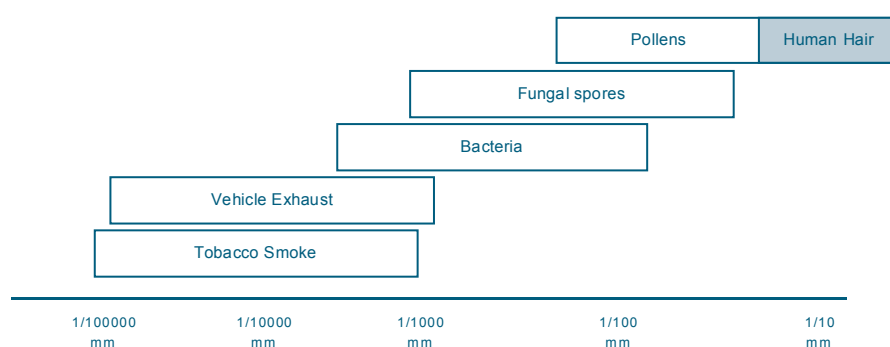 Pollens
Human Hair
Fungal spores
Bacteria
Vehicle Exhaust
Tobacco Smoke
1/100000 mm
1/10000 mm
1/1000 mm
1/100 mm
1/10 mm